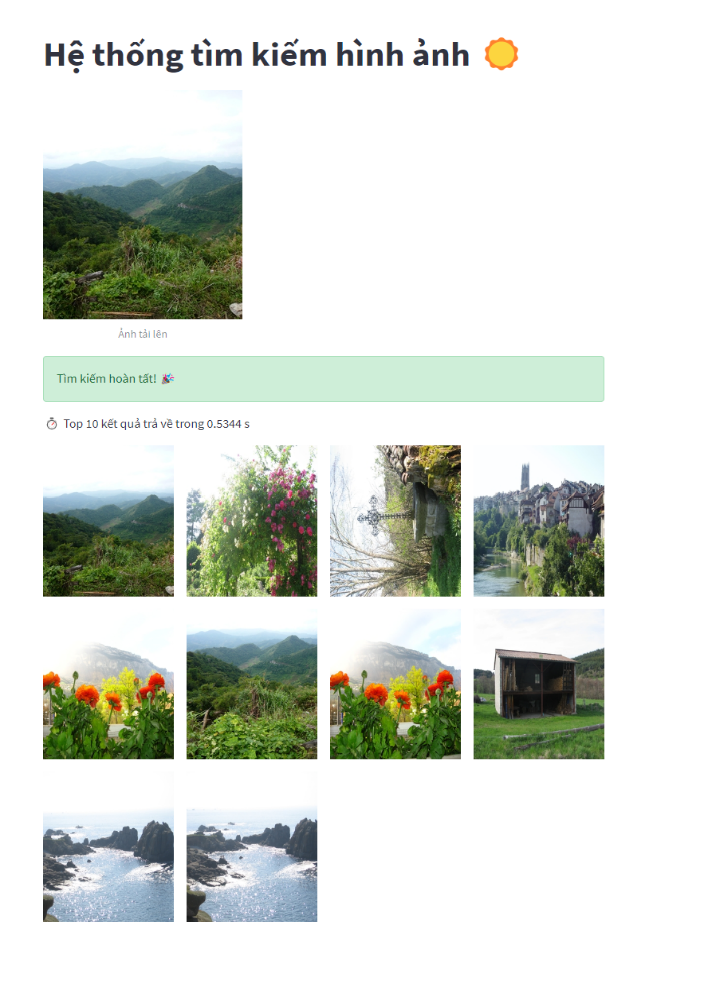 Hệ thống tìm kiếm hình ảnh
Ảnh tải lên
Tìm kiếm hoàn tất! 🎉
⏱ Top 10 kết quả trả về trong 0.5344 s